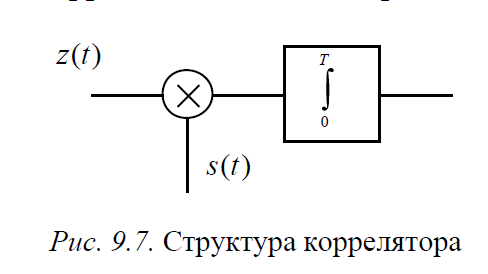 z(t)
T
∫
0
s(t)
Рис. 9.7. Структура коррелятора